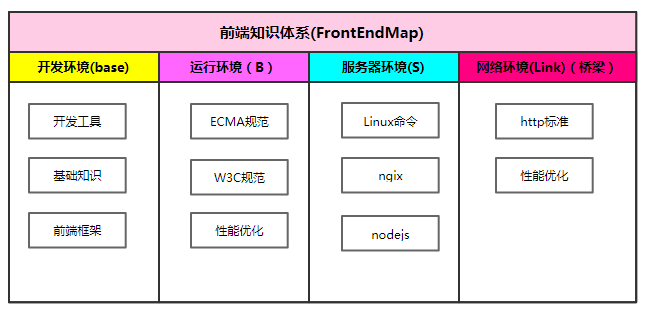 前端知识体系(FrontEndMap)
开发环境(base)
运行环境（B）
服务器环境(S)
网络环境(Link)（桥梁）
开发工具
ECMA规范
Linux命令
http标准
基础知识
W3C规范
ngix
性能优化
前端框架
性能优化
nodejs